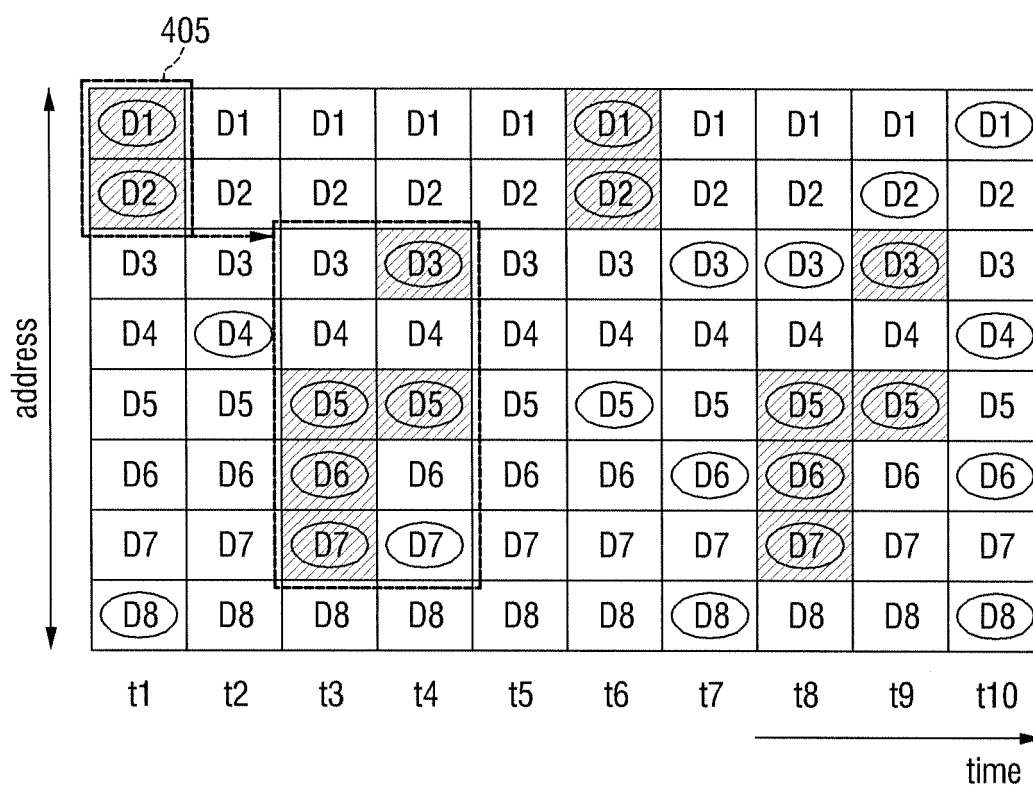 405
D1 D1 D1 D1 D1 D1 D1 D1 D1 D1
D2 D2 D2 D2 D2 D2 D2 D2 D2 D2
D3 D3 D3 D3 D3 D3 D3 D3 D3 D3
D4 D4 D4 D4 D4 D4 D4 D4 D4 D4
address
D5 D5 D5 D5 D5 D5 D5 D5 D5 D5
D6 D6 D6 D6 D6 D6 D6 D6 D6 D6
D7 D7 D7 D7 D7 D7 D7 D7 D7 D7
D8 D8 D8 D8 D8 D8 D8 D8 D8 D8
t1 t2 t3 t4 t5 t6 t7 t8 t9 t10
time